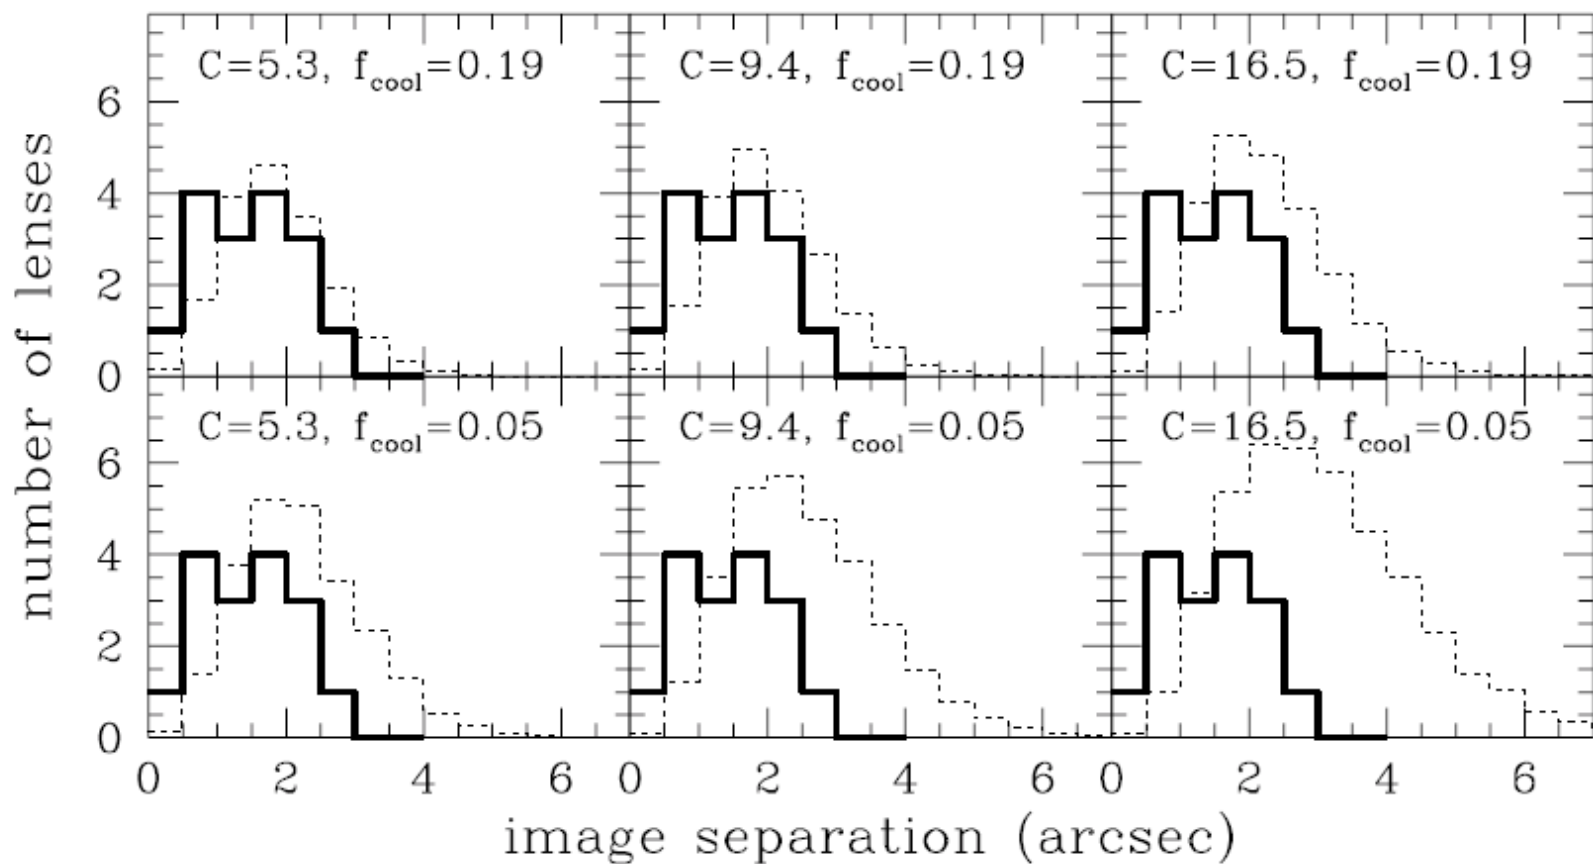 C=5.3, f_cool=0.19
C=9.4, f_cool=0.19
C=16.5, f_cool=0.19
6
4
2
0
C=5.3, f_cool=0.05
C=9.4, f_cool=0.05
C=16.5, f_cool=0.05
6
4
2
0
number of lenses
0 2 4 6 0 2 4 6 0 2 4 6
image separation (arcsec)